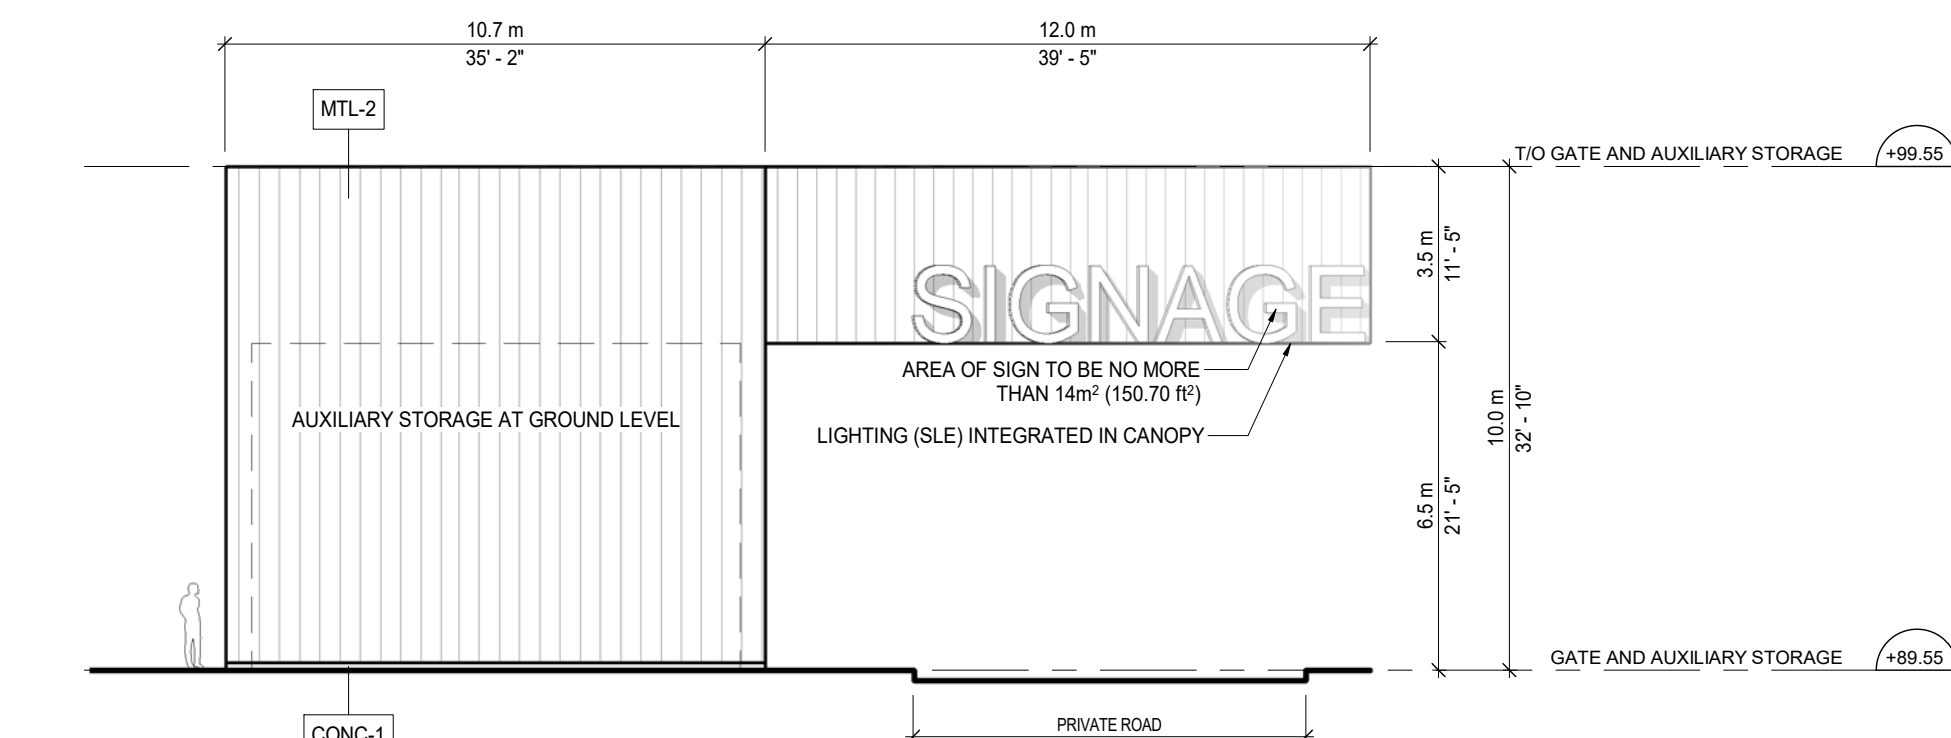 10.7 m
35' - 2"
12.0 m
39' - 5"
MTL-2
T/O GATE AND AUXILIARY STORAGE
+99.55
3.5 m
11' - 5"
SIGNAGE
AREA OF SIGN TO BE NO MORE
THAN 14m² (150.70 ft²)
AUXILIARY STORAGE AT GROUND LEVEL
LIGHTING (SLE) INTEGRATED IN CANOPY
10.0 m
32' - 10"
6.5 m
21' - 5"
GATE AND AUXILIARY STORAGE
+89.55
PRIVATE ROAD
CONC-1